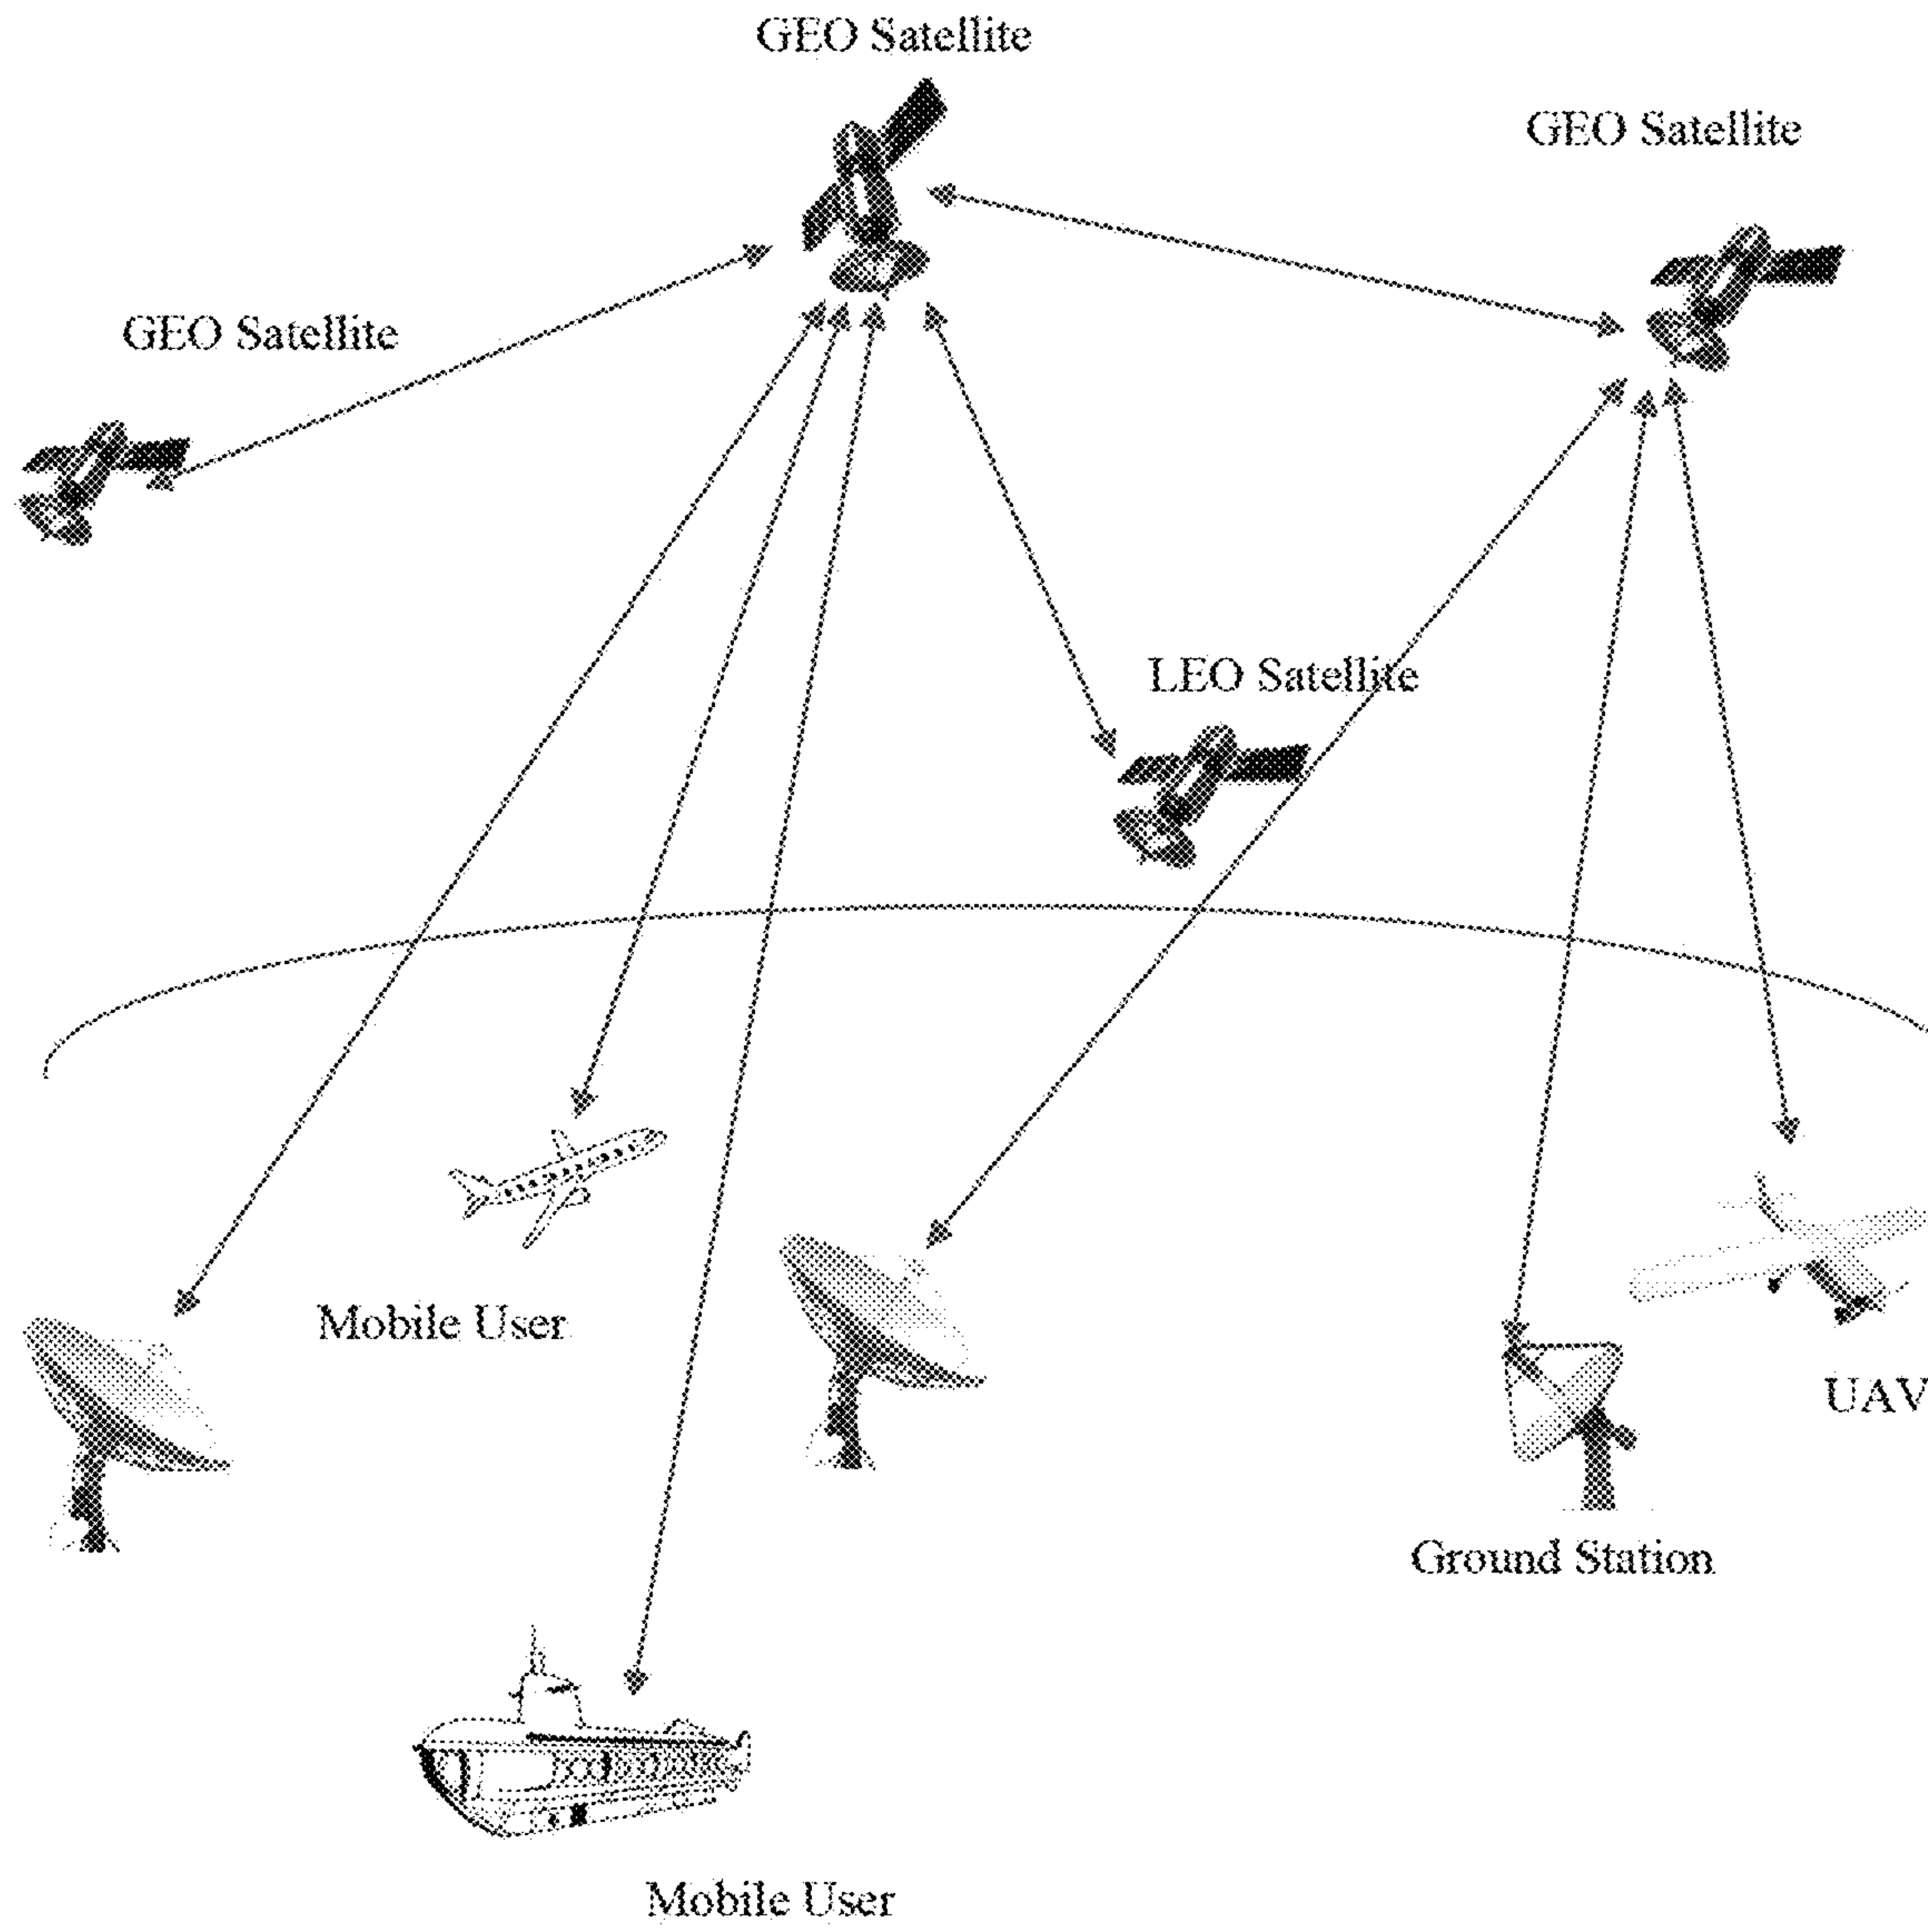 GEO Satellite
GEO Satellite
GEO Satellite
LEO Satellite
Mobile User
UAV
Ground Station
Mobile User